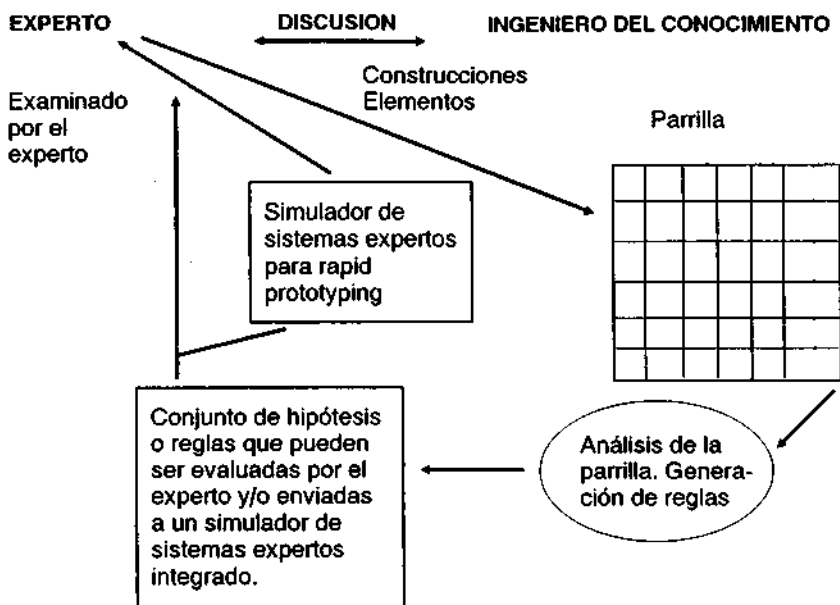 EXPERTO
DISCUSION
INGENIERO DEL CONOCIMIENTO
Construcciones
Elementos
Examinado
por el
experto
Parrilla
Simulador de
sistemas expertos
para rapid
prototyping
Conjunto de hipótesis
o reglas que pueden
ser evaluadas por el
experto y/o enviadas
a un simulador de
sistemas expertos
integrado.
Análisis de la
parrilla. Genera-
ción de reglas